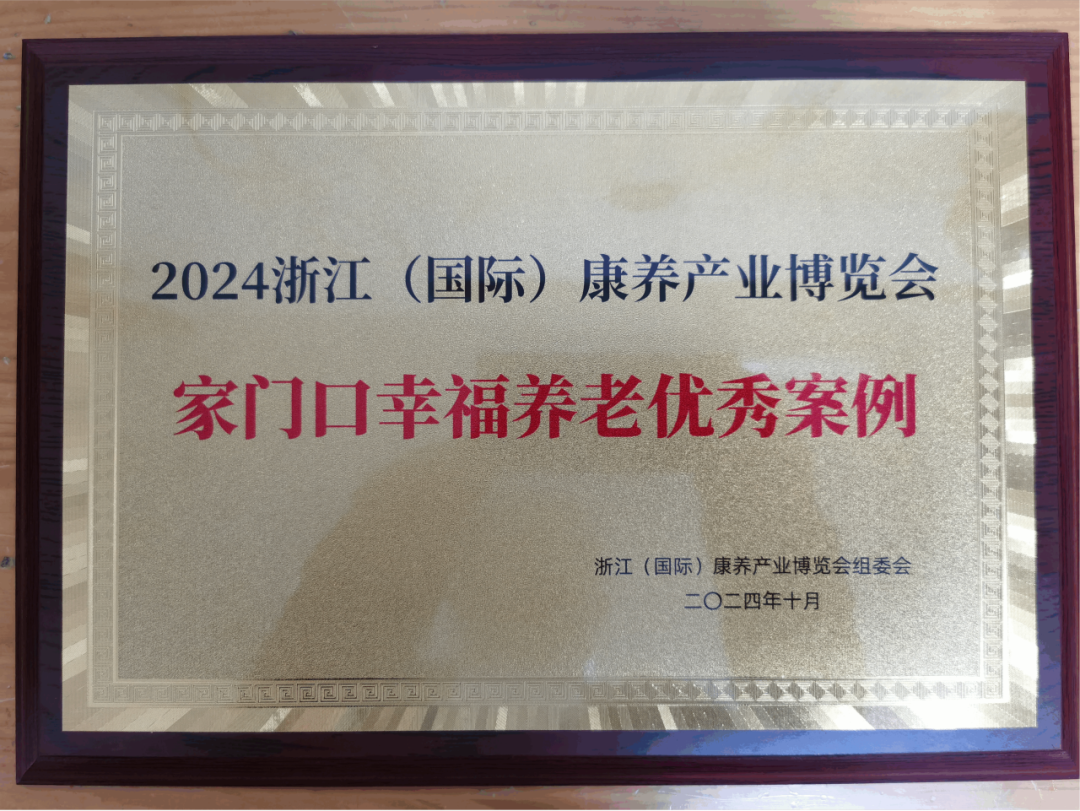 2024浙江（国际）康养产业博览会
家门口幸福养老优秀案例
浙江（国际）康养产业博览会组委会
二〇二四年十月